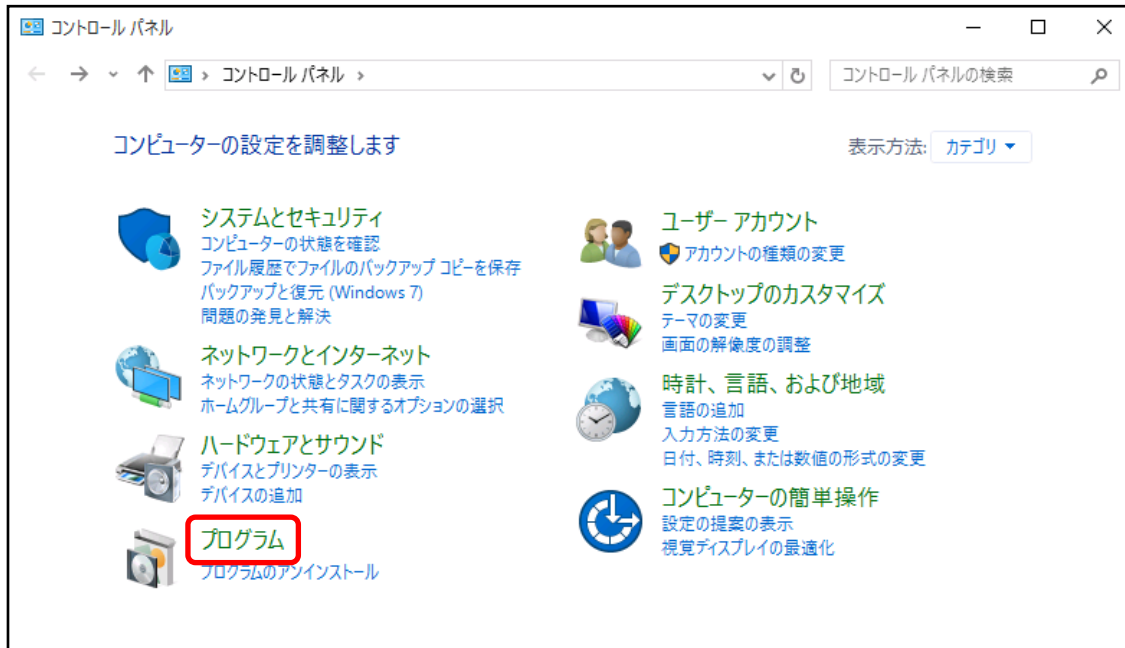 コントロール パネル
コントロール パネル
コントロール パネルの検索
コンピューターの設定を調整します
表示方法: カテゴリ
システムとセキュリティ
コンピューターの状態を確認
ファイル履歴でファイルのバックアップ コピーを保存
バックアップと復元 (Windows 7)
問題の発見と解決
ネットワークとインターネット
ネットワークの状態とタスクの表示
ホームグループと共有に関するオプションの選択
ハードウェアとサウンド
デバイスとプリンターの表示
デバイスの追加
プログラム
プログラムのアンインストール
ユーザー アカウント
アカウントの種類の変更
デスクトップのカスタマイズ
テーマの変更
画面の解像度の調整
時計、言語、および地域
言語の追加
入力方法の変更
日付、時刻、または数値の形式の変更
コンピューターの簡単操作
設定の提案の表示
視覚ディスプレイの最適化